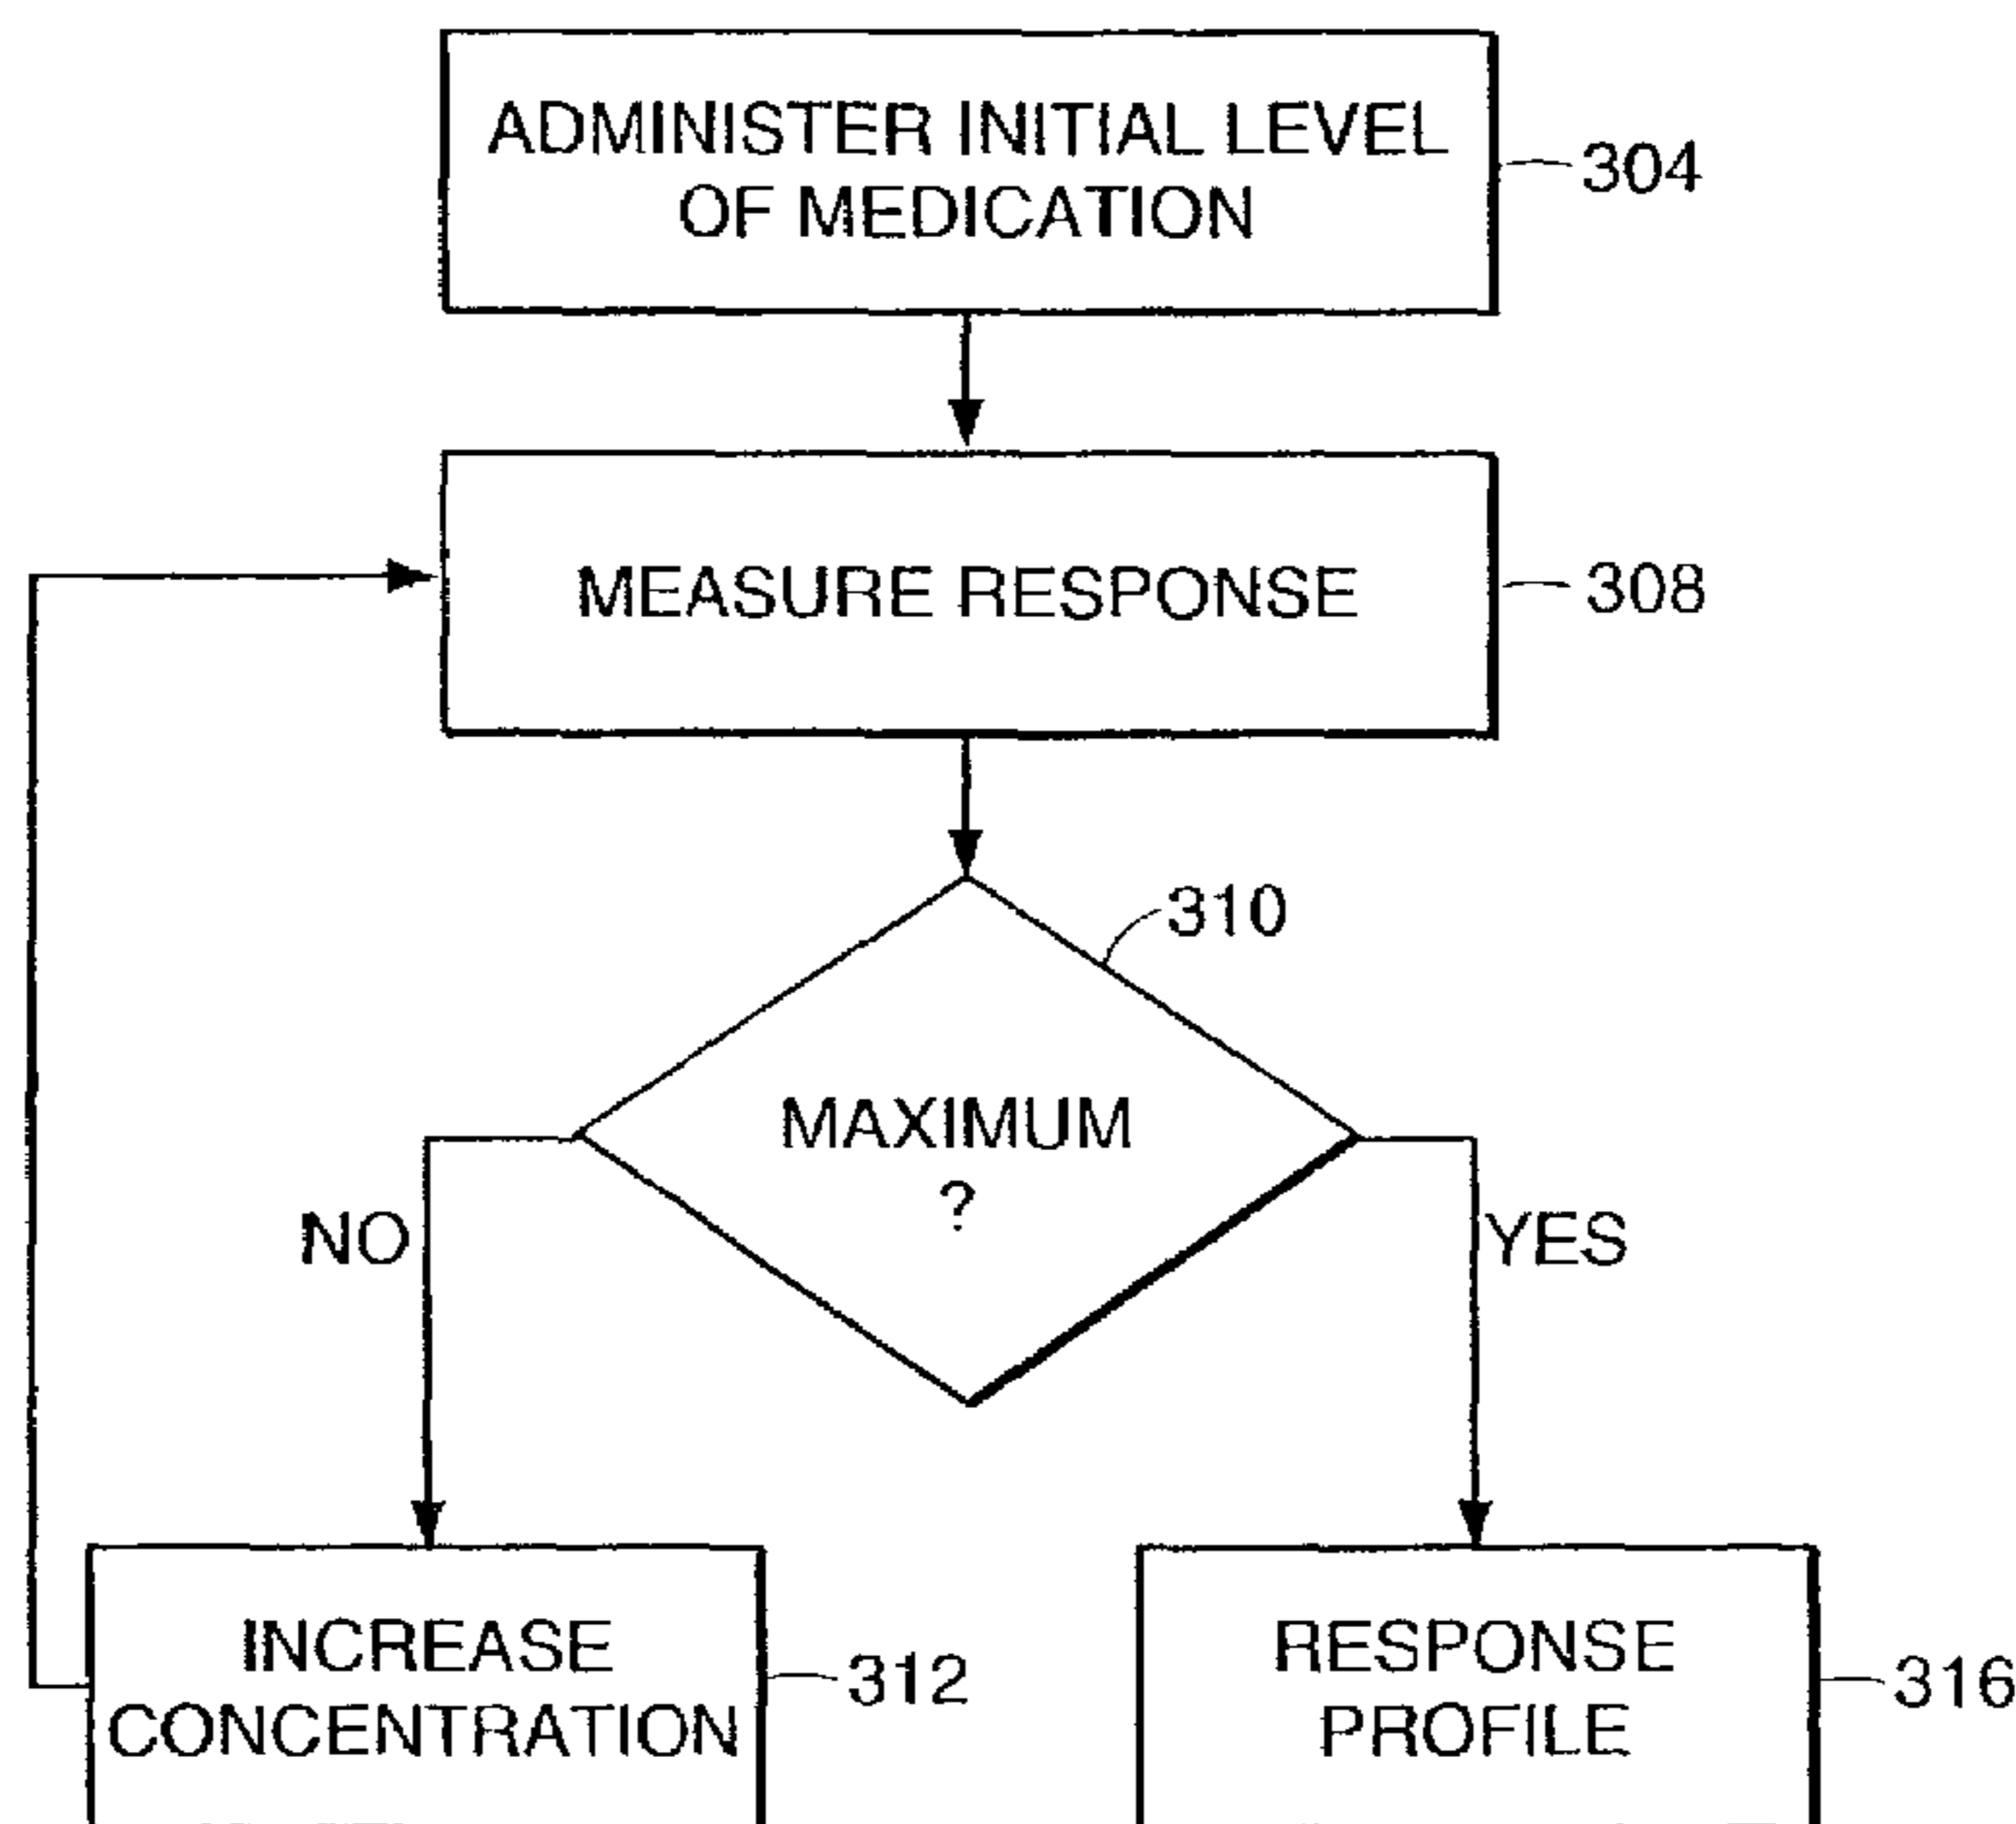 ADMINISTER INITIAL LEVEL
OF MEDICATION
304
MEASURE RESPONSE
308
310
MAXIMUM
?
NO
YES
INCREASE
CONCENTRATION
312
RESPONSE
PROFILE
316